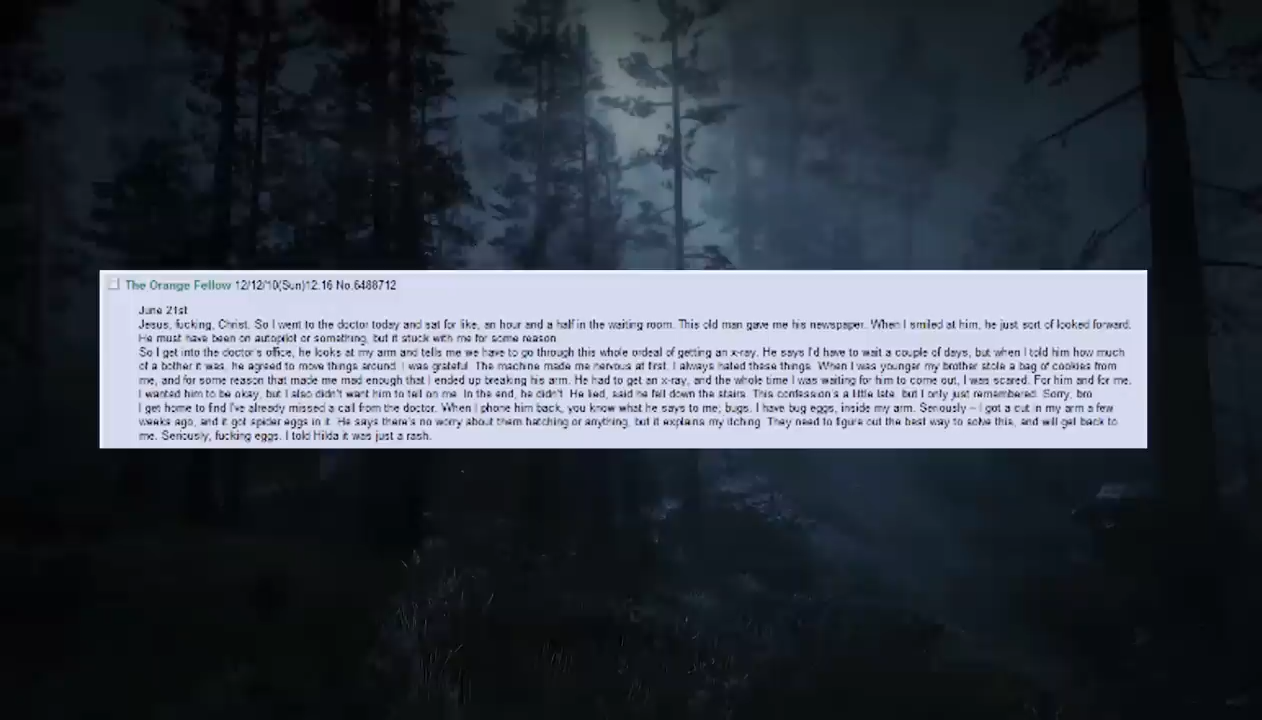 The Orange Fellow 12/12/10(Sun)12:16 No.6488712
June 21st
Jesus, fucking, Christ. So I went to the doctor today and sat for like, an hour and a half in the waiting room. This old man gave me his newspaper. When I smiled at him, he just sort of looked forward.
He must have been on autopilot or something, but it stuck with me for some reason
So I get into the doctor's office, he looks at my arm and tells me we have to go through this whole ordeal of getting an x-ray. He says I'd have to wait a couple of days, but when I told him how much
of a bother it was, he agreed to move things around. I was grateful. The machine made me nervous at first. I always hated these things. When I was younger my brother stole a bag of cookies from
me, and for some reason that made me mad enough that I ended up breaking his arm. He had to get an x-ray, and the whole time I was waiting for him to come out, I was scared. For him and for me.
I wanted him to be okay, but I also didn't want him to tell on me. In the end, he didn't. He lied, said he fell down the stairs. This confession's a little late, but I only just remembered. Sorry, bro
I get home to find I've already missed a call from the doctor. When I phone him back, you know what he says to me; bugs. I have bug eggs, inside my arm. Seriously – I got a cut in my arm a few
weeks ago, and it got spider eggs in it. He says there's no worry about them hatching or anything, but it explains my itching. They need to figure out the best way to solve this, and will get back to
me. Seriously, fucking eggs. I told Hilda it was just a rash.